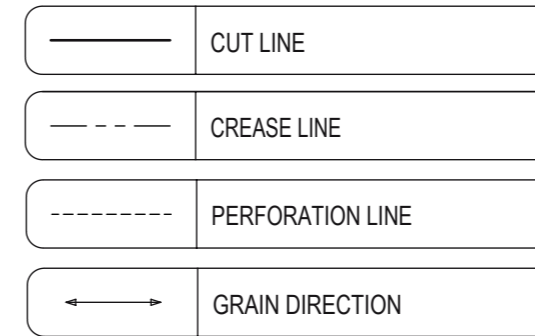 CUT LINE
CREASE LINE
PERFORATION LINE
GRAIN DIRECTION